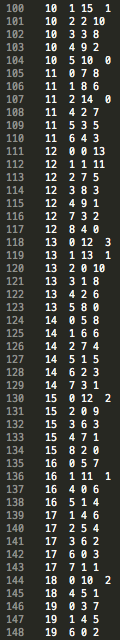 100 10 1 15 1
101 10 2 2 10
102 10 3 3 8
103 10 4 9 2
104 10 5 10 0
105 11 0 7 8
106 11 1 8 6
107 11 2 14 0
108 11 4 2 7
109 11 5 3 5
110 11 6 4 3
111 12 0 0 13
112 12 1 1 11
113 12 2 7 5
114 12 3 8 3
115 12 4 9 1
116 12 7 3 2
117 12 8 4 0
118 13 0 12 3
119 13 1 13 1
120 13 2 0 10
121 13 3 1 8
122 13 4 2 6
123 13 5 8 0
124 14 0 5 8
125 14 1 6 6
126 14 2 7 4
127 14 5 1 5
128 14 6 2 3
129 14 7 3 1
130 15 0 12 2
131 15 2 0 9
132 15 3 6 3
133 15 4 7 1
134 15 8 2 0
135 16 0 5 7
136 16 1 11 1
137 16 4 0 6
138 16 5 1 4
139 17 1 4 6
140 17 2 5 4
141 17 3 6 2
142 17 6 0 3
143 17 7 1 1
144 18 0 10 2
145 18 4 5 1
146 19 0 3 7
147 19 1 4 5
148 19 6 0 2